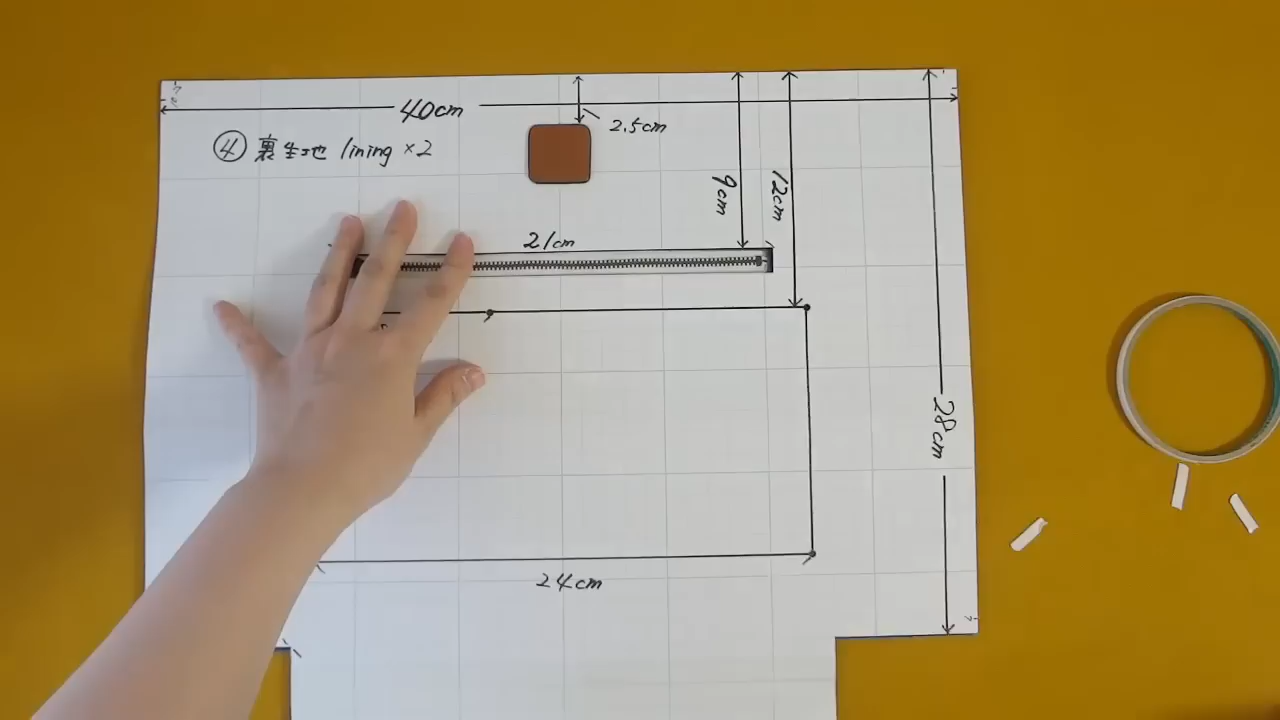 40cm
2.5cm
④ 裏生地 lining ×2
9cm
12cm
21cm
28cm
24cm